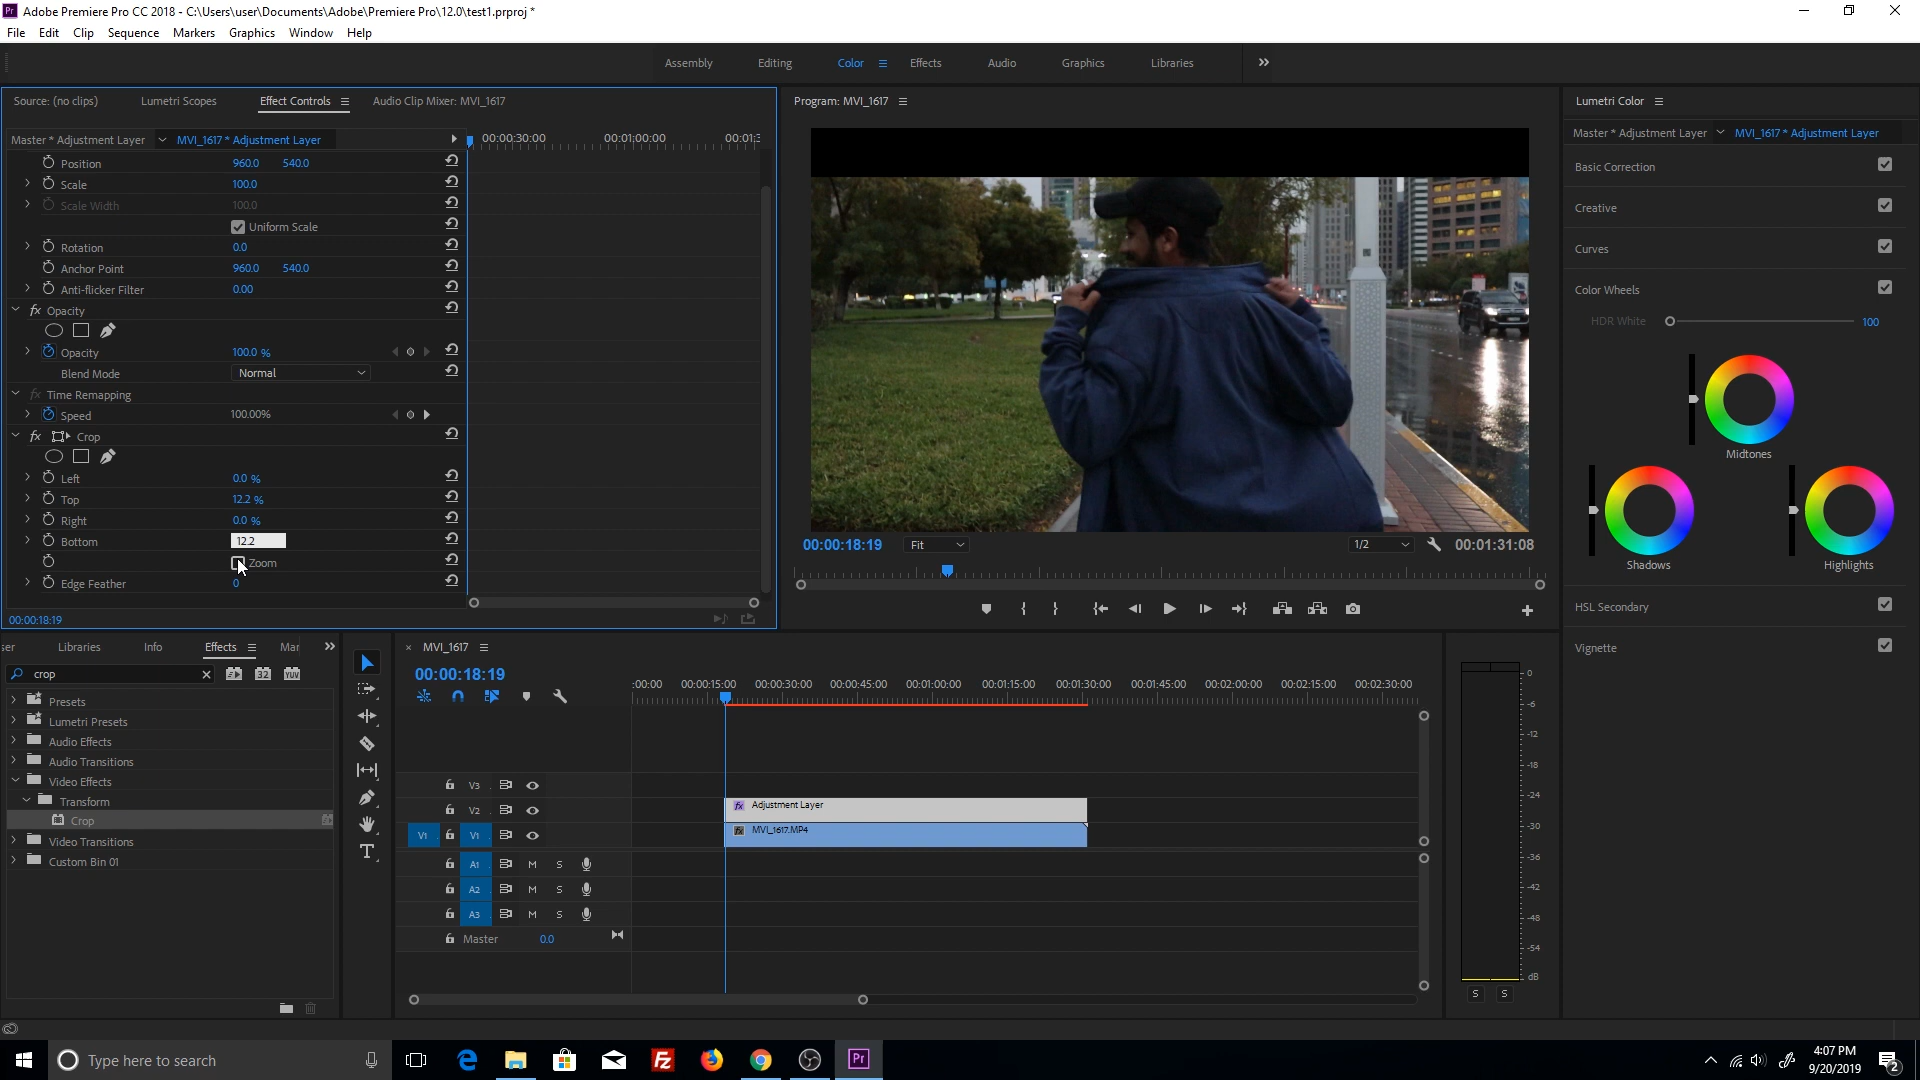 Pr Adobe Premiere Pro CC 2018 - C:\Users\user\Documents\Adobe\Premiere Pro\12.0\test1.prproj *
File Edit Clip Sequence Markers Graphics Window Help
Assembly Editing Color Effects Audio Graphics Libraries
Source: (no clips) Lumetri Scopes Effect Controls Audio Clip Mixer: MVI_1617
Master * Adjustment Layer MVI_1617 * Adjustment Layer
00:00:30:00 00:01:00:00 00:01:3
Position 960.0 540.0
Scale 100.0
Scale Width 100.0
Uniform Scale
Rotation 0.0
Anchor Point 960.0 540.0
Anti-flicker Filter 0.00
fx Opacity
Opacity 100.0 %
Blend Mode Normal
fx Time Remapping
Speed 100.00%
fx Crop
Left 0.0 %
Top 12.2 %
Right 0.0 %
Bottom 12.2
Zoom
Edge Feather 0
00:00:18:19
Program: MVI_1617
00:00:18:19 Fit 1/2 00:01:31:08
Lumetri Color
Master * Adjustment Layer MVI_1617 * Adjustment Layer
Basic Correction
Creative
Curves
Color Wheels
HDR White 100
Midtones
Shadows Highlights
HSL Secondary
Vignette
ser Libraries Info Effects Mar
crop 32 YUV
Presets
Lumetri Presets
Audio Effects
Audio Transitions
Video Effects
Transform
Crop
Video Transitions
Custom Bin 01
× MVI_1617
00:00:18:19
:00:00 00:00:15:00 00:00:30:00 00:00:45:00 00:01:00:00 00:01:15:00 00:01:30:00 00:01:45:00 00:02:00:00 00:02:15:00 00:02:30:00
V3
V2 fx Adjustment Layer
V1 V1 fx MVI_1617.MP4
A1 M S
A2 M S
A3 M S
Master 0.0
0
-6
-12
-18
-24
-30
-36
-42
-48
-54
dB
S S
Type here to search
Pr
4:07 PM
9/20/2019
2